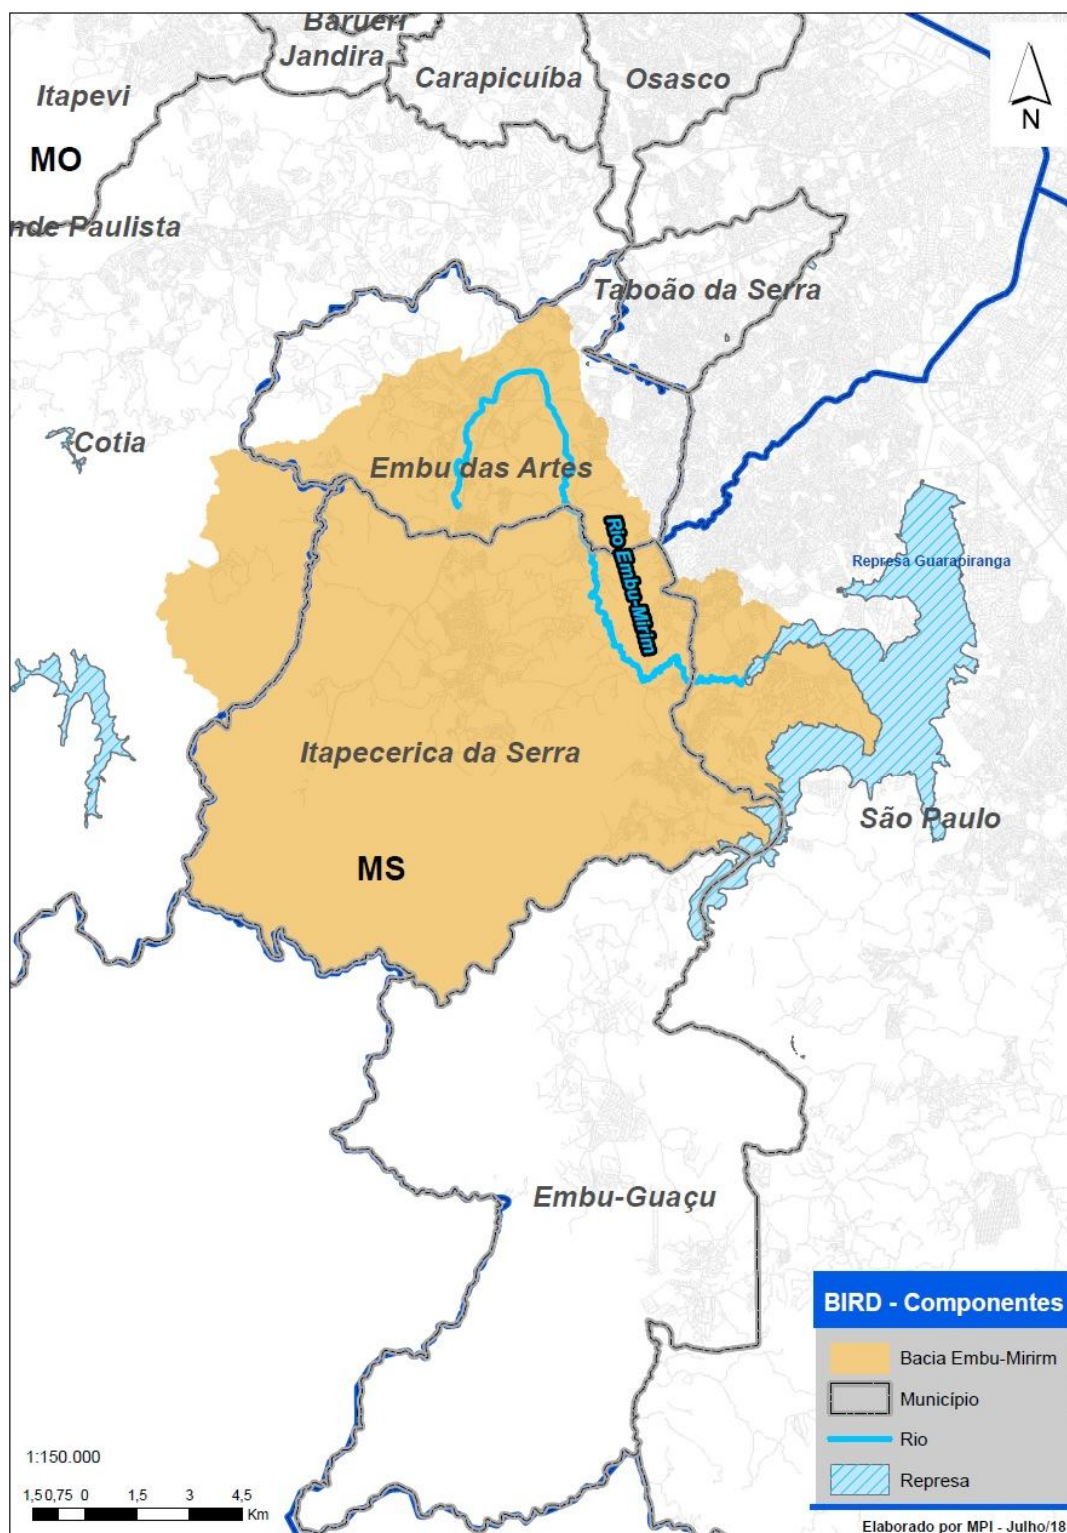 Barueri
Jandira
Carapicuíba
Osasco
Itapevi
N
MO
nde Paulista
Taboão da Serra
Cotia
Embu das Artes
Rio Embu-Mirim
Represa Guarapiranga
Itapecerica da Serra
São Paulo
MS
Embu-Guaçu
BIRD - Componentes
Bacia Embu-Mirirm
Município
Rio
Represa
1:150.000
1,5 0,75 0 1,5 3 4,5
Km
Elaborado por MPI - Julho/18